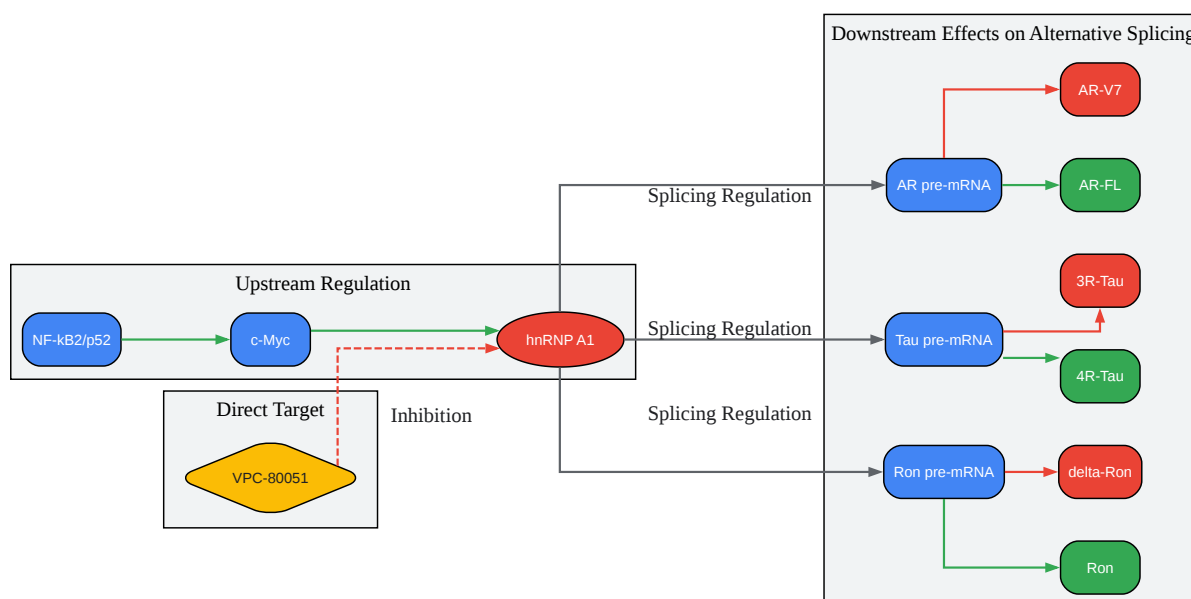 Downstream Effects on Alternative Splicing
AR-V7
AR pre-mRNA
AR-FL
Splicing Regulation
Upstream Regulation
3R-Tau
NF-kB2/p52
c-Myc
hnRNP A1
Splicing Regulation
Tau pre-mRNA
4R-Tau
Direct Target
Inhibition
Splicing Regulation
VPC-80051
Ron pre-mRNA
delta-Ron
Ron